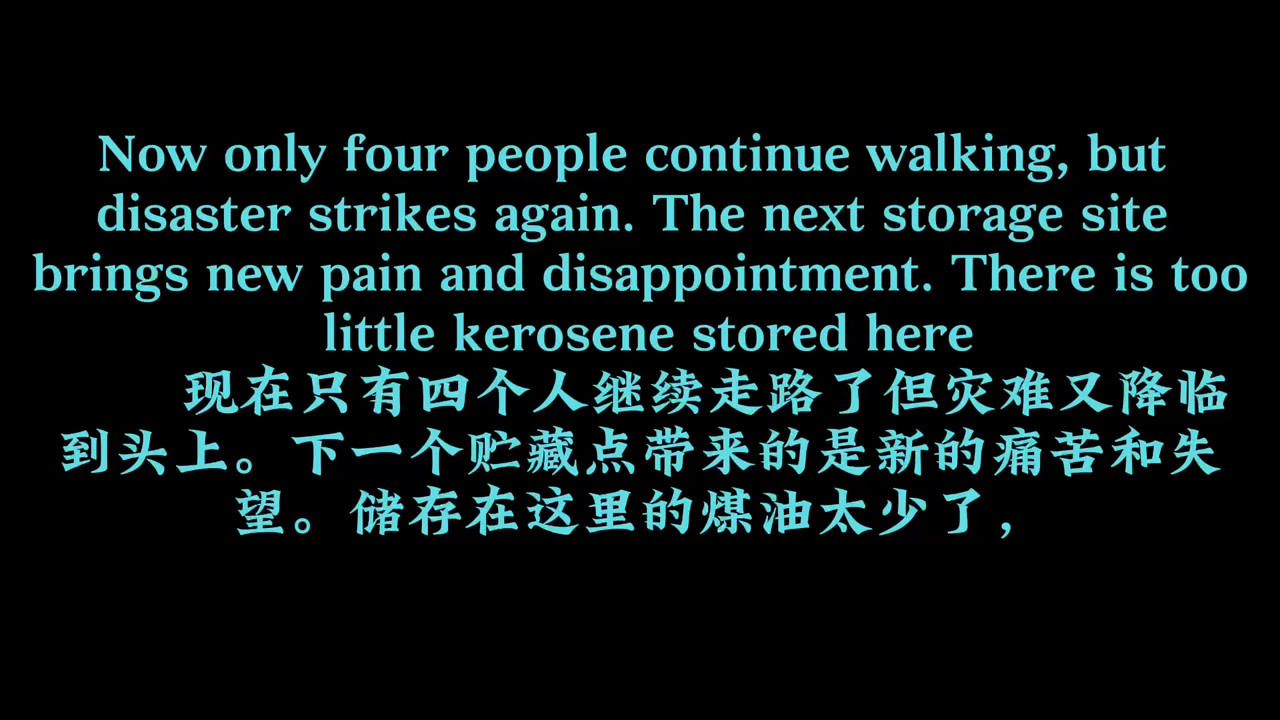 Now only four people continue walking, but
disaster strikes again. The next storage site
brings new pain and disappointment. There is too
little kerosene stored here
现在只有四个人继续走路了但灾难又降临
到头上。下一个贮藏点带来的是新的痛苦和失
望。储存在这里的煤油太少了，